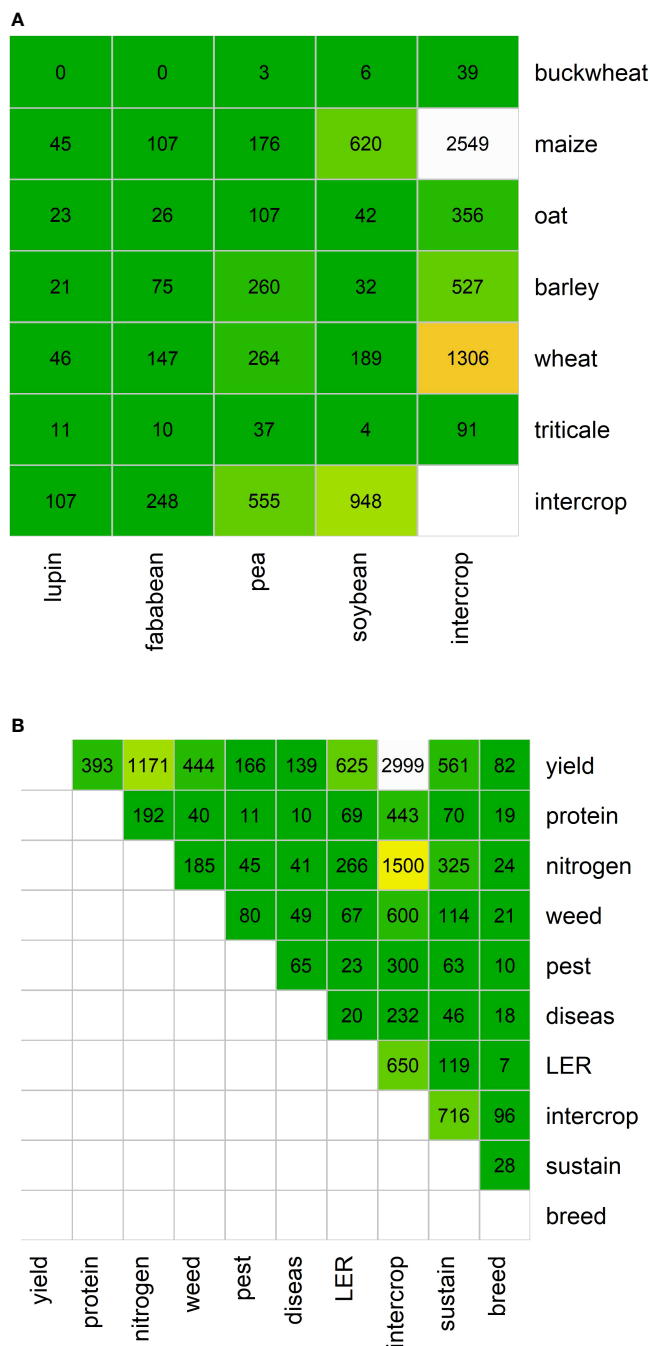 A
0 0 3 6 39 buckwheat
45 107 176 620 2549 maize
23 26 107 42 356 oat
21 75 260 32 527 barley
46 147 264 189 1306 wheat
11 10 37 4 91 triticale
107 248 555 948 intercrop
lupin fababean pea soybean intercrop
B
393 1171 444 166 139 625 2999 561 82 yield
192 40 11 10 69 443 70 19 protein
185 45 41 266 1500 325 24 nitrogen
80 49 67 600 114 21 weed
65 23 300 63 10 pest
20 232 46 18 diseas
650 119 7 LER
716 96 intercrop
28 sustain
breed
yield protein nitrogen weed pest diseas LER intercrop sustain breed